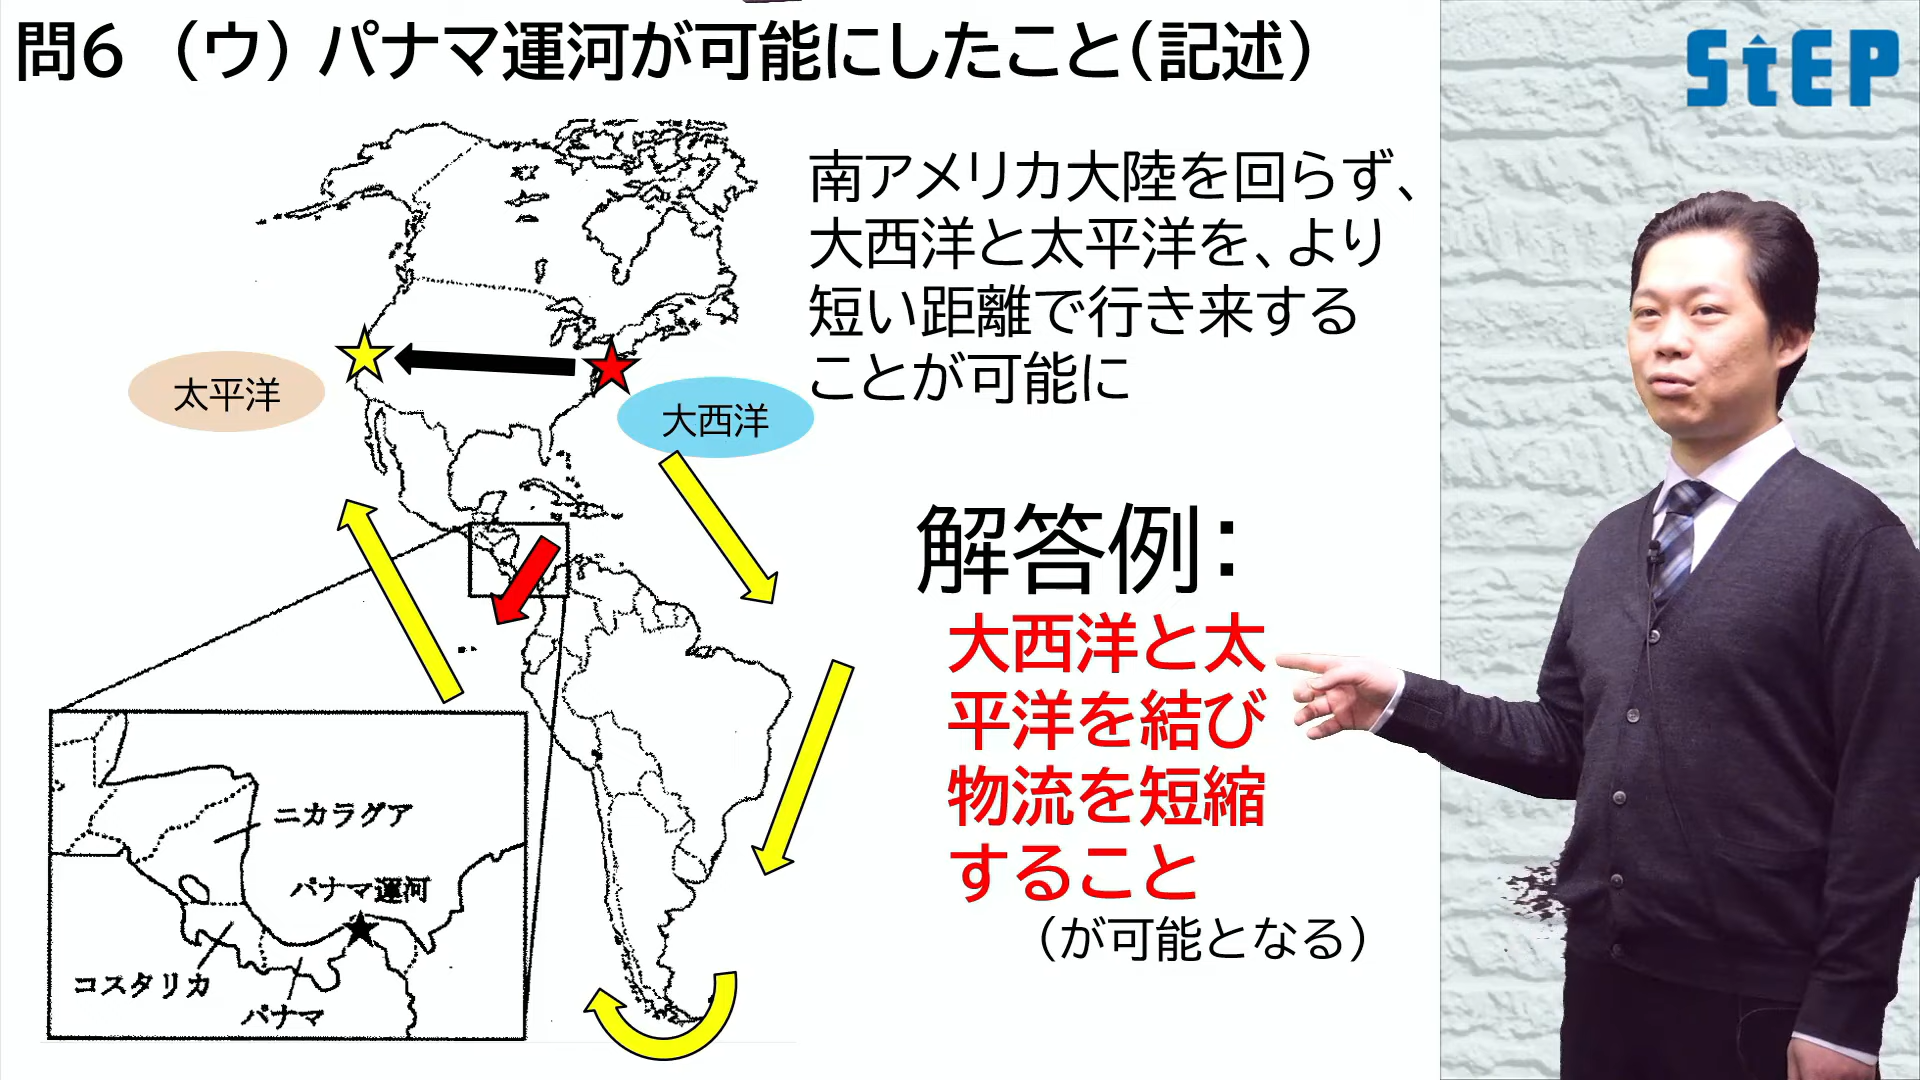 問6 （ウ）パナマ運河が可能にしたこと（記述）
StEP
南アメリカ大陸を回らず、
大西洋と太平洋を、より
短い距離で行き来する
ことが可能に
太平洋
大西洋
解答例：
大西洋と太
平洋を結び
物流を短縮
すること
（が可能となる）
ニカラグア
パナマ運河
コスタリカ
パナマ